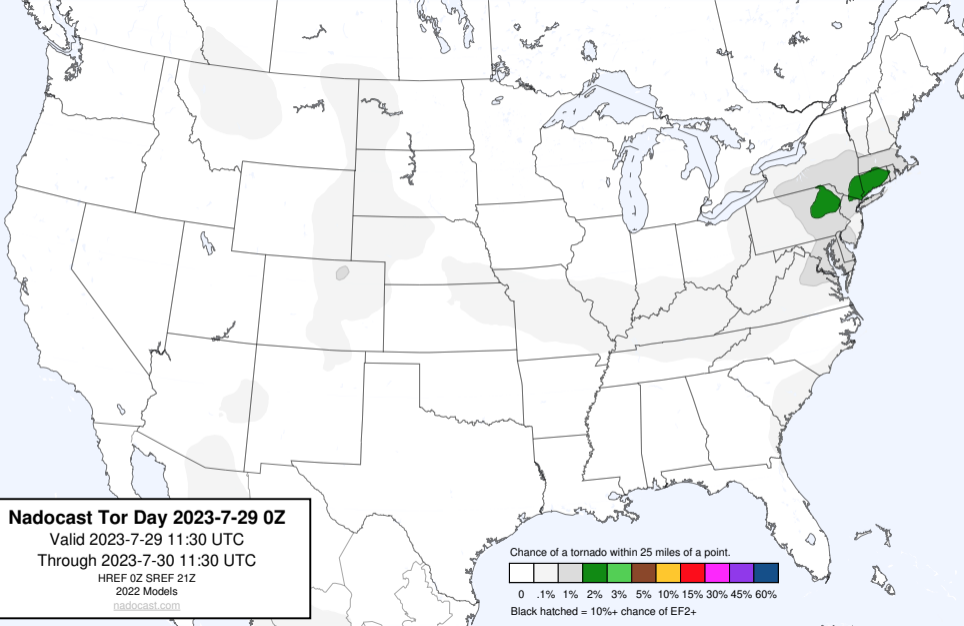 Nadocast Tor Day 2023-7-29 0Z
Valid 2023-7-29 11:30 UTC
Through 2023-7-30 11:30 UTC
HREF 0Z SREF 21Z
2022 Models
nadocast.com
Chance of a tornado within 25 miles of a point.
0 .1% 1% 2% 3% 5% 10% 15% 30% 45% 60%
Black hatched = 10%+ chance of EF2+